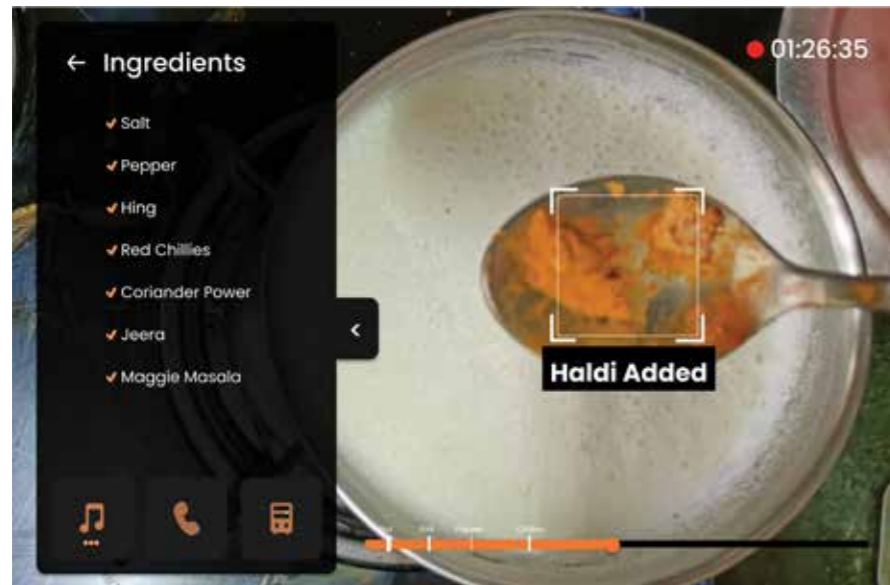 Ingredients
Salt
Pepper
Hing
Red Chillies
Coriander Power
Jeera
Maggie Masala
01:26:35
Haldi Added